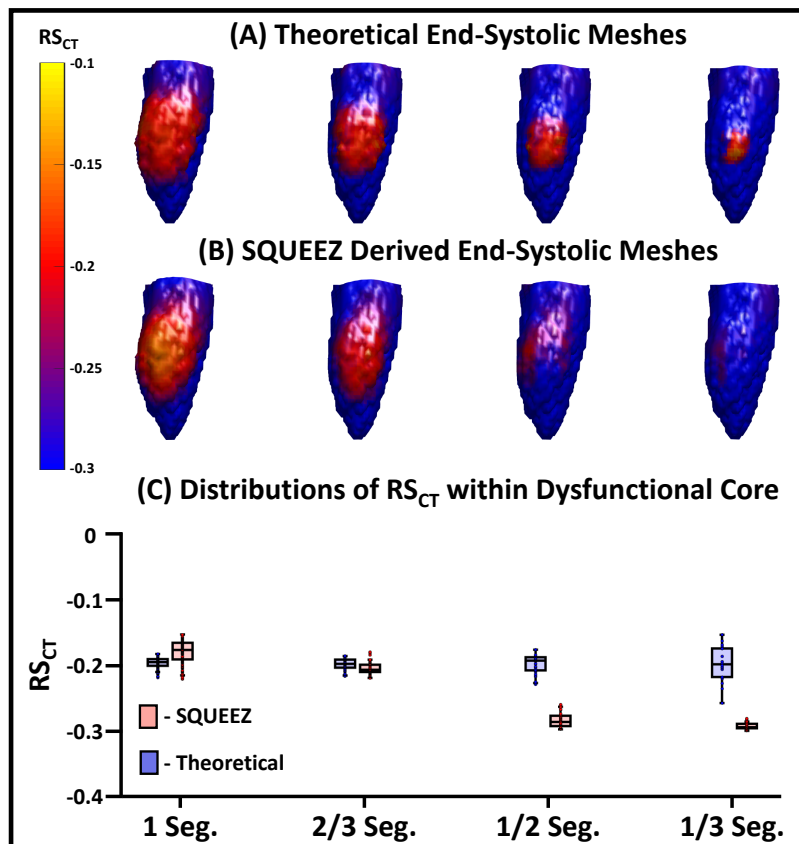 RS_CT
(A) Theoretical End-Systolic Meshes
-0.1
-0.15
-0.2
-0.25
-0.3
(B) SQUEEZ Derived End-Systolic Meshes
(C) Distributions of RS_CT within Dysfunctional Core
RS_CT
0
-0.1
-0.2
-0.3
-0.4
- SQUEEZ
- Theoretical
1 Seg.
2/3 Seg.
1/2 Seg.
1/3 Seg.